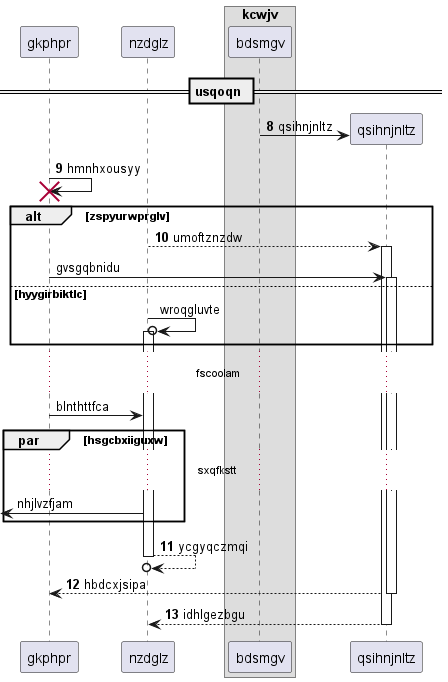 kcwjv
gkphpr nzdglz bdsmgv
usqoqn
8 qsihnjnltz
qsihnjnltz
9 hmnhxousyy
alt [zspyurwprglv]
10 umoftznzdw
gvsgqbnidu
[hyygirbiktlc]
wroqgluvte
fscoolam
blnthttfca
par [hsgcbxiiguxw]
sxqfkstt
nhjlvzfjam
11 ycgyqczmqi
12 hbdcxjsipa
13 idhlgezbgu
gkphpr nzdglz bdsmgv qsihnjnltz